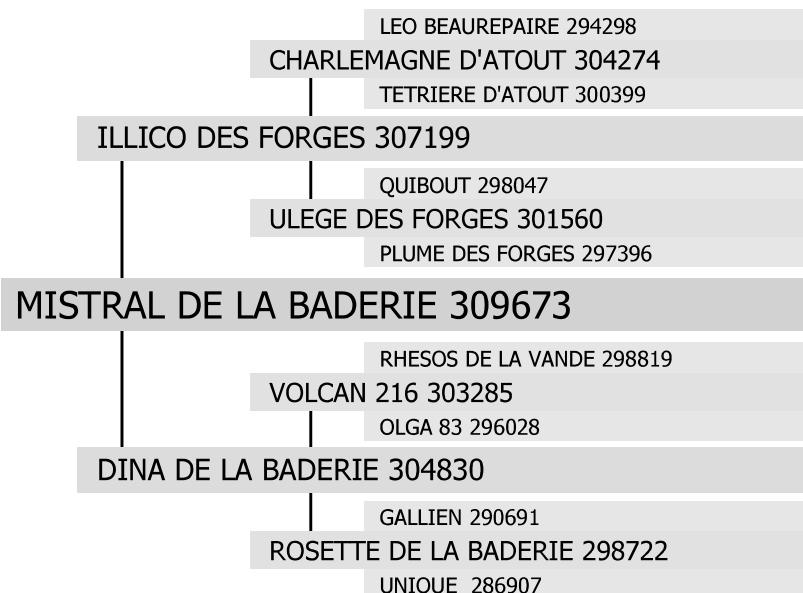 LEO BEAUREPAIRE 294298
CHARLEMAGNE D'ATOUT 304274
TETRIERE D'ATOUT 300399
ILLICO DES FORGES 307199
QUIBOUT 298047
ULEGE DES FORGES 301560
PLUME DES FORGES 297396
MISTRAL DE LA BADERIE 309673
RHESOS DE LA VANDE 298819
VOLCAN 216 303285
OLGA 83 296028
DINA DE LA BADERIE 304830
GALLIEN 290691
ROSETTE DE LA BADERIE 298722
UNIQUE  286907